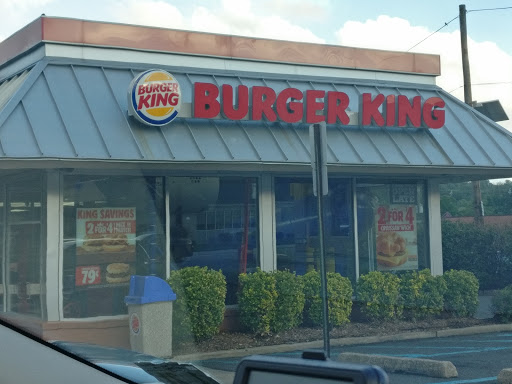 BURGER
KING
BURGER KING
KING SAVINGS
2 FOR $4
79¢
2
FOR $4